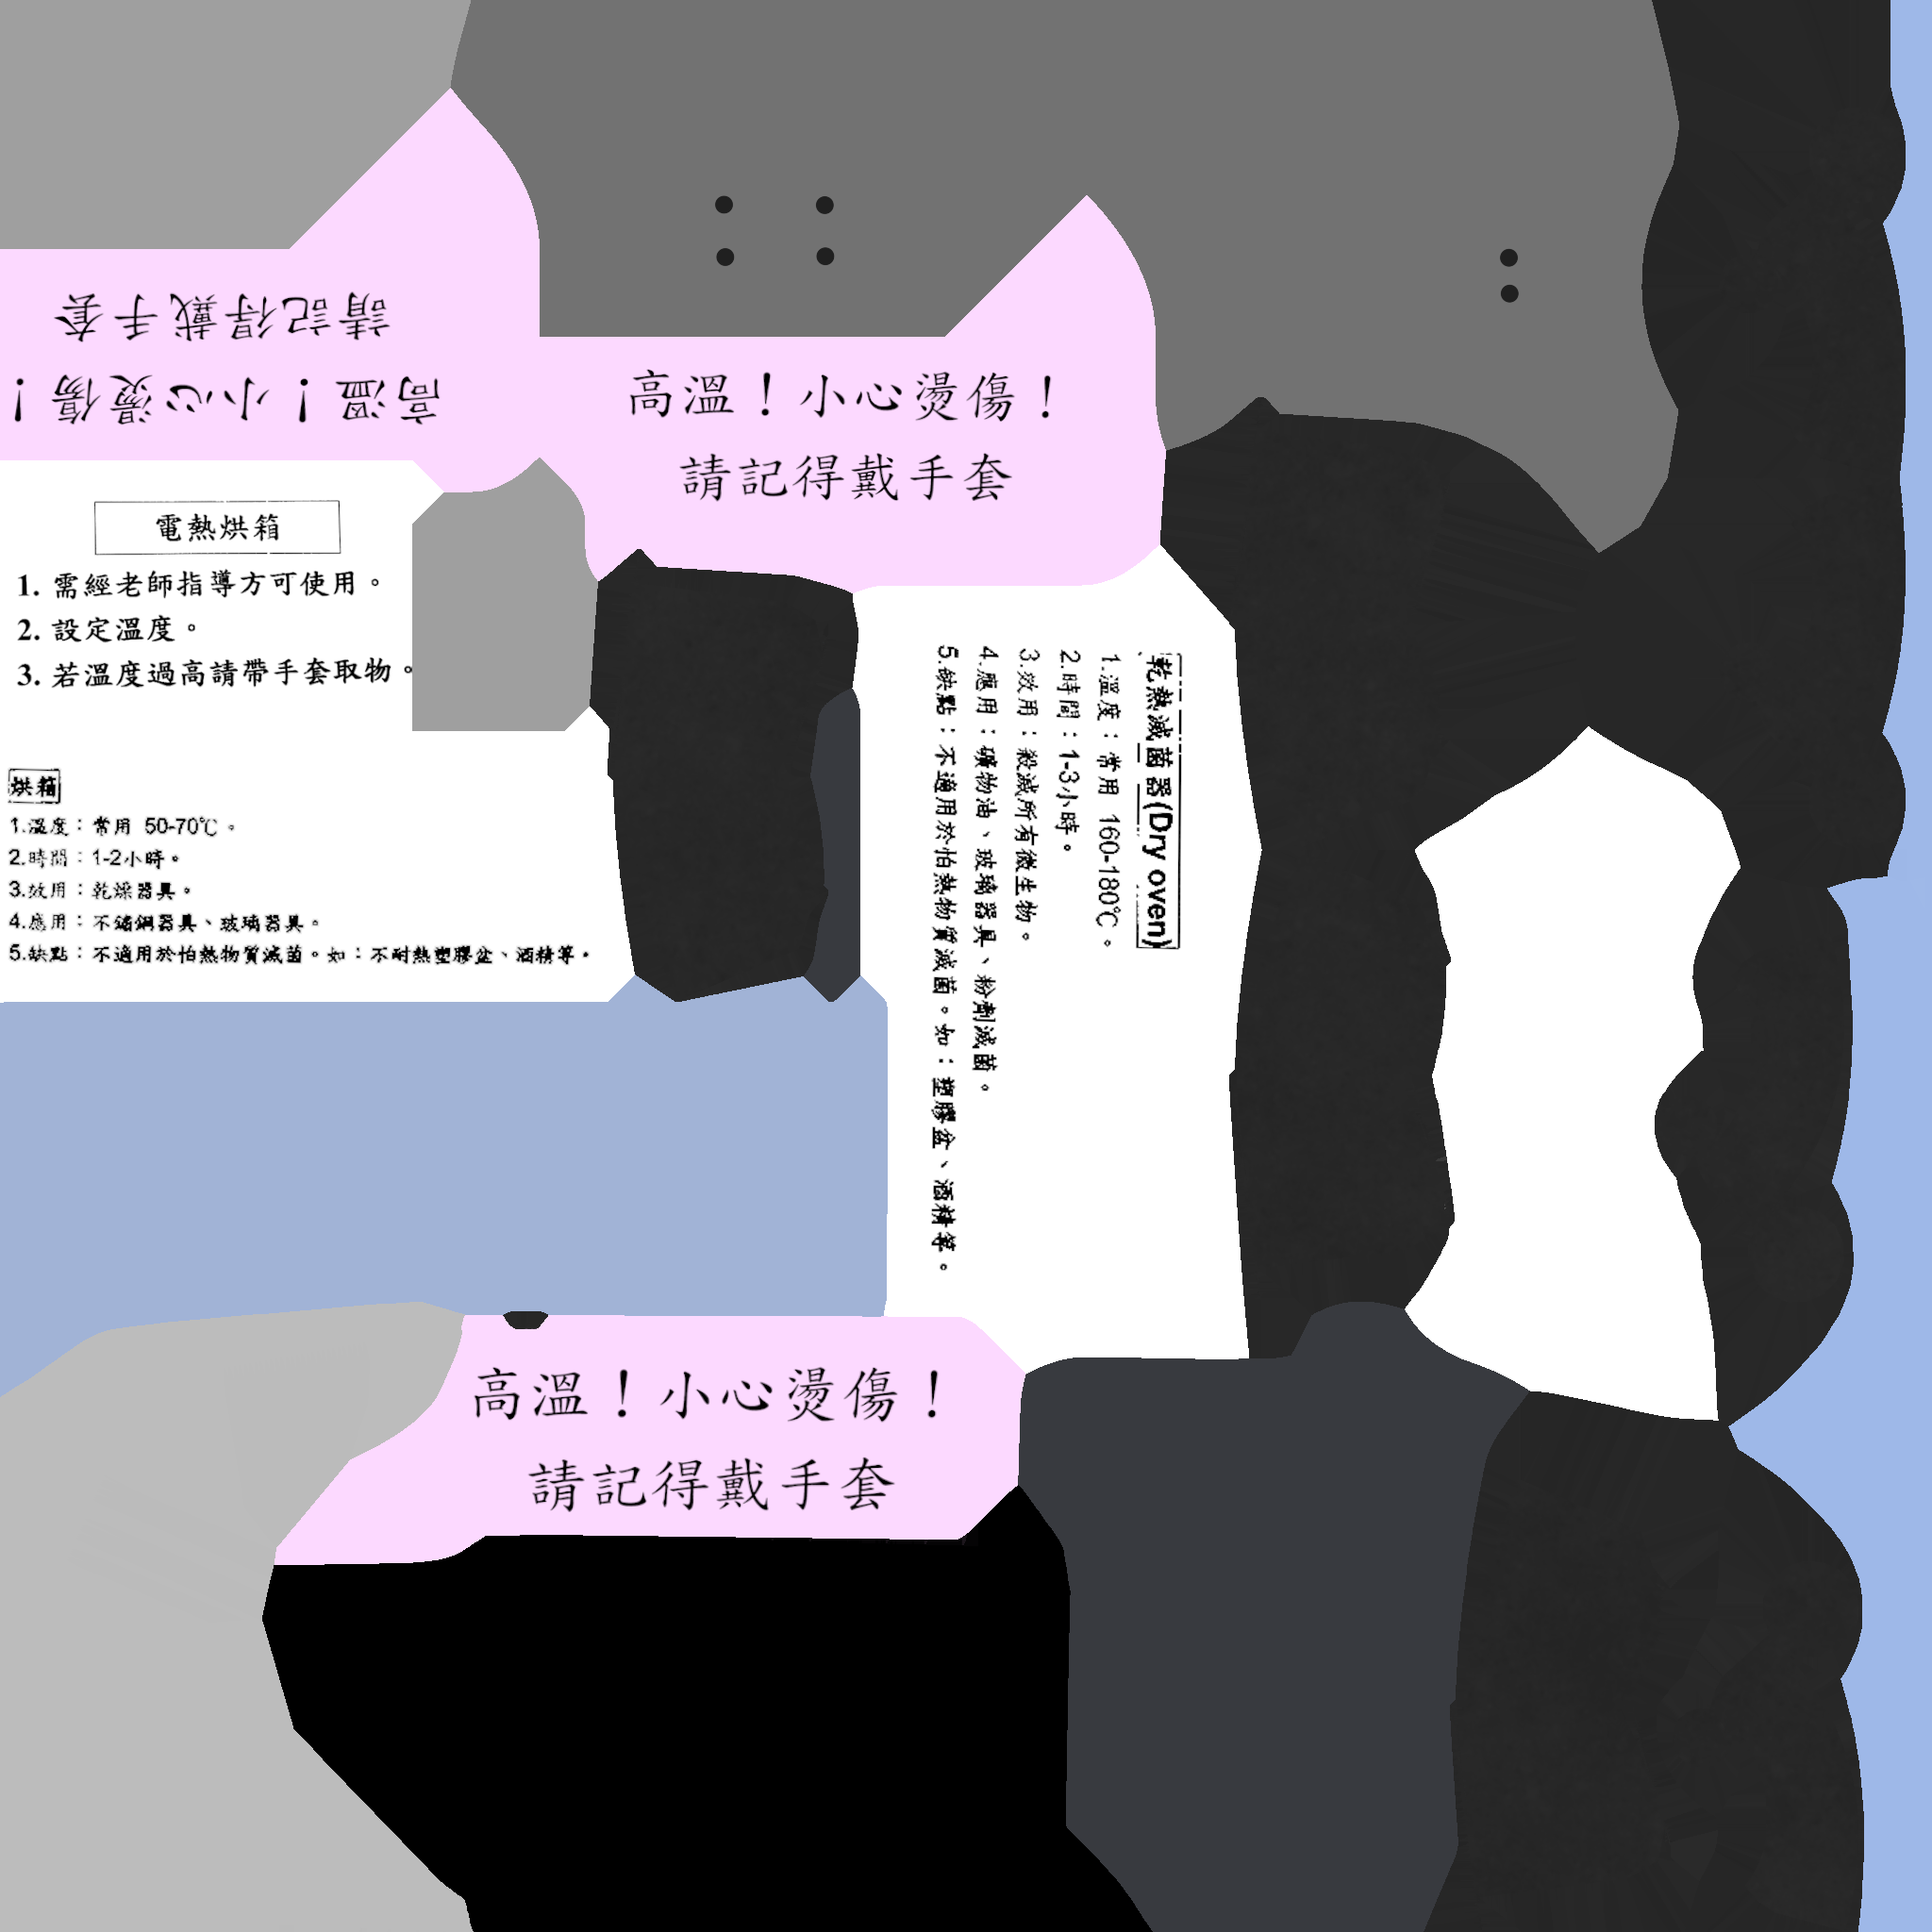 請記得戴手套
高溫！小心燙傷！
高溫！小心燙傷！
請記得戴手套
電熱烘箱
1. 需經老師指導方可使用。
2. 設定溫度。
3. 若溫度過高請帶手套取物。
烘箱
1.溫度：常用 50-70℃。
2.時間：1-2小時。
3.效用：乾燥器具。
4.應用：不鏽鋼器具、玻璃器具。
5.缺點：不適用於怕熱物質滅菌。如：不耐熱塑膠盆、酒精等。
乾熱滅菌器(Dry oven)
1.溫度：常用 160-180℃。
2.時間：1-3小時。
3.效用：殺滅所有微生物。
4.應用：礦物油、玻璃器具、粉劑滅菌。
5.缺點：不適用於怕熱物質滅菌。如：塑膠盆、酒精等。
高溫！小心燙傷！
請記得戴手套